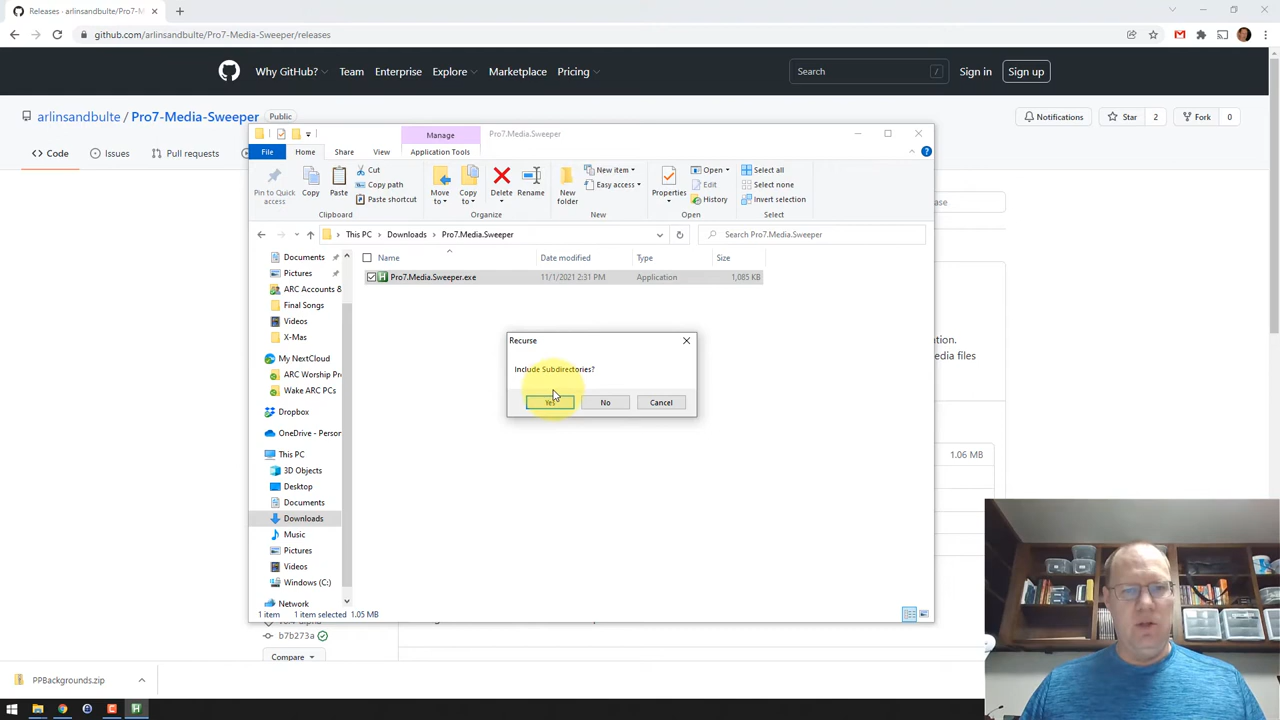 Releases · arlinsandbulte/Pro7-M
github.com/arlinsandbulte/Pro7-Media-Sweeper/releases
Why GitHub? Team Enterprise Explore Marketplace Pricing Search / Sign in Sign up
arlinsandbulte / Pro7-Media-Sweeper Public Notifications Star 2 Fork 0
Code Issues Pull requests
Manage Pro7.Media.Sweeper
File Home Share View Application Tools
Pin to Quick access
Copy
Paste
Cut
Copy path
Paste shortcut
Clipboard
Move to
Copy to
Delete
Rename
Organize
New folder
New item
Easy access
New
Properties
Open
Edit
History
Open
Select all
Select none
Invert selection
Select
This PC Downloads Pro7.Media.Sweeper Search Pro7.Media.Sweeper
Name Date modified Type Size
Pro7.Media.Sweeper.exe 11/1/2021 2:31 PM Application 1,085 KB
Documents
Pictures
ARC Accounts &
Final Songs
Videos
X-Mas
My NextCloud
ARC Worship Pr
Wake ARC PCs
Dropbox
OneDrive - Person
This PC
3D Objects
Desktop
Documents
Downloads
Music
Pictures
Videos
Windows (C:)
Network
Recurse
Include Subdirectories?
Yes No Cancel
ase
tion.
edia files
1.06 MB
1 item 1 item selected 1.05 MB
b7b273a
Compare
PPBackgrounds.zip